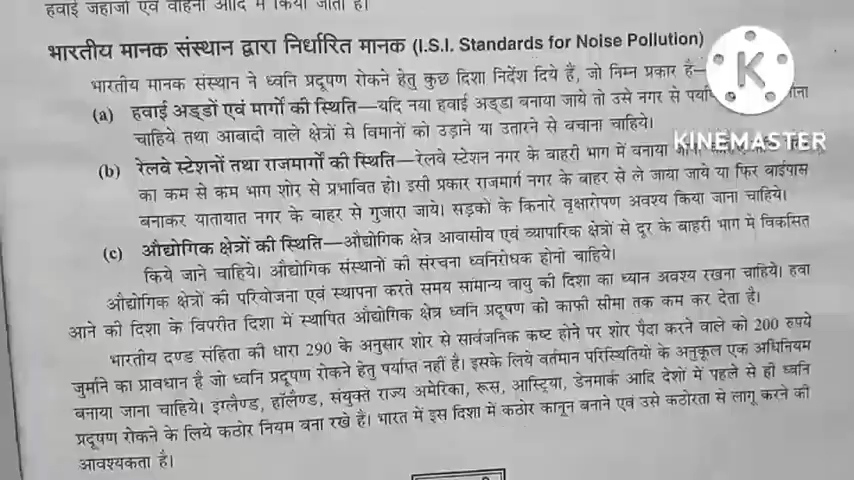 हवाई जहाजों एवं वाहनों आदि में किया जाता है।
भारतीय मानक संस्थान द्वारा निर्धारित मानक (I.S.I. Standards for Noise Pollution)
भारतीय मानक संस्थान ने ध्वनि प्रदूषण रोकने हेतु कुछ दिशा निर्देश दिये हैं, जो निम्न प्रकार है—
(a) हवाई अड्डों एवं मार्गों की स्थिति—यदि नया हवाई अड्डा बनाया जाये तो उसे नगर से
चाहिये तथा आबादी वाले क्षेत्रों से विमानों को उड़ाने या उतारने से बचाना चाहिये।
K
KINEMASTER
(b) रेलवे स्टेशनों तथा राजमार्गों की स्थिति—रेलवे स्टेशन नगर के बाहरी भाग में बनाया
का कम से कम भाग शोर से प्रभावित हो। इसी प्रकार राजमार्ग नगर के बाहर से ले जाया जाये या फिर बाईपास
बनाकर यातायात नगर के बाहर से गुजारा जाये। सड़कों के किनारे वृक्षारोपण अवश्य किया जाना चाहिये।
(c) औद्योगिक क्षेत्रों की स्थिति—औद्योगिक क्षेत्र आवासीय एवं व्यापारिक क्षेत्रों से दूर के बाहरी भाग में विकसित
किये जाने चाहिये। औद्योगिक संस्थानों की संरचना ध्वनिरोधक होनी चाहिये।
औद्योगिक क्षेत्रों की परियोजना एवं स्थापना करते समय सामान्य वायु की दिशा का ध्यान अवश्य रखना चाहिये। हवा
आने की दिशा के विपरीत दिशा में स्थापित औद्योगिक क्षेत्र ध्वनि प्रदूषण को काफी सीमा तक कम कर देता है।
भारतीय दण्ड संहिता की धारा 290 के अनुसार शोर से सार्वजनिक कष्ट होने पर शोर पैदा करने वाले को 200 रुपये
जुर्माने का प्रावधान है जो ध्वनि प्रदूषण रोकने हेतु पर्याप्त नहीं है। इसके लिये वर्तमान परिस्थितियों के अनुकूल एक अधिनियम
बनाया जाना चाहिये। इंग्लैण्ड, हॉलैण्ड, संयुक्त राज्य अमेरिका, रूस, आस्ट्रिया, डेनमार्क आदि देशों में पहले से ही ध्वनि
प्रदूषण रोकने के लिये कठोर नियम बना रखे हैं। भारत में इस दिशा में कठोर कानून बनाने एवं उसे कठोरता से लागू करने की
आवश्यकता है।